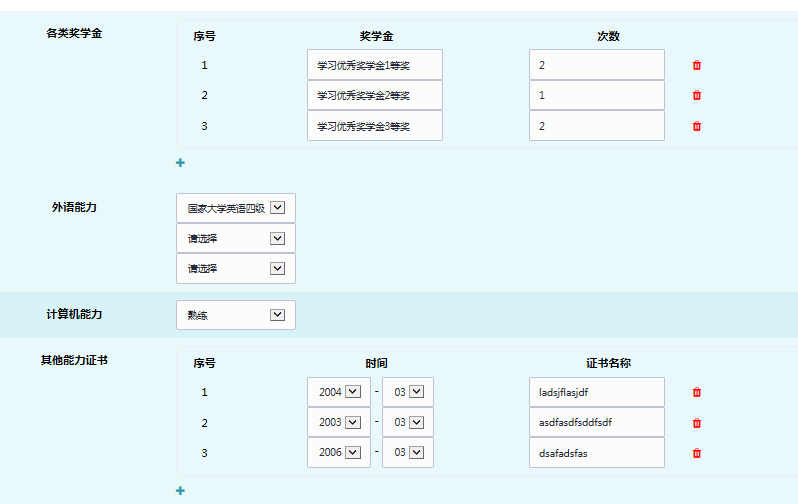 各类奖学金 序号 奖学金 次数
1 学习优秀奖学金1等奖 2
2 学习优秀奖学金2等奖 1
3 学习优秀奖学金3等奖 2
外语能力 国家大学英语四级
请选择
请选择
计算机能力 熟练
其他能力证书 序号 时间 证书名称
1 2004 - 03 ladsjflasjdf
2 2003 - 03 asdfasdfsddfsdf
3 2006 - 03 dsafadsfas